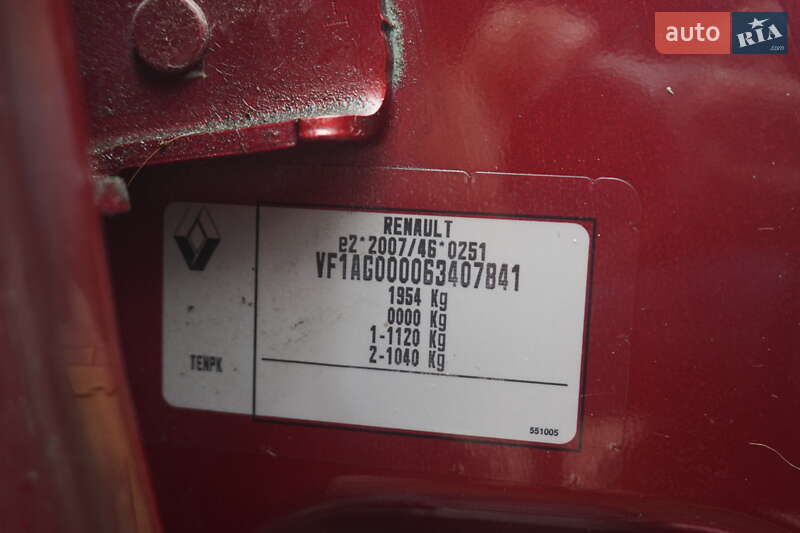 auto
RIA
.com
RENAULT
e2*2007/46*0251
VF1AG000063407841
1954 Kg
0000 Kg
1-1120 Kg
2-1040 Kg
TENPK
551005